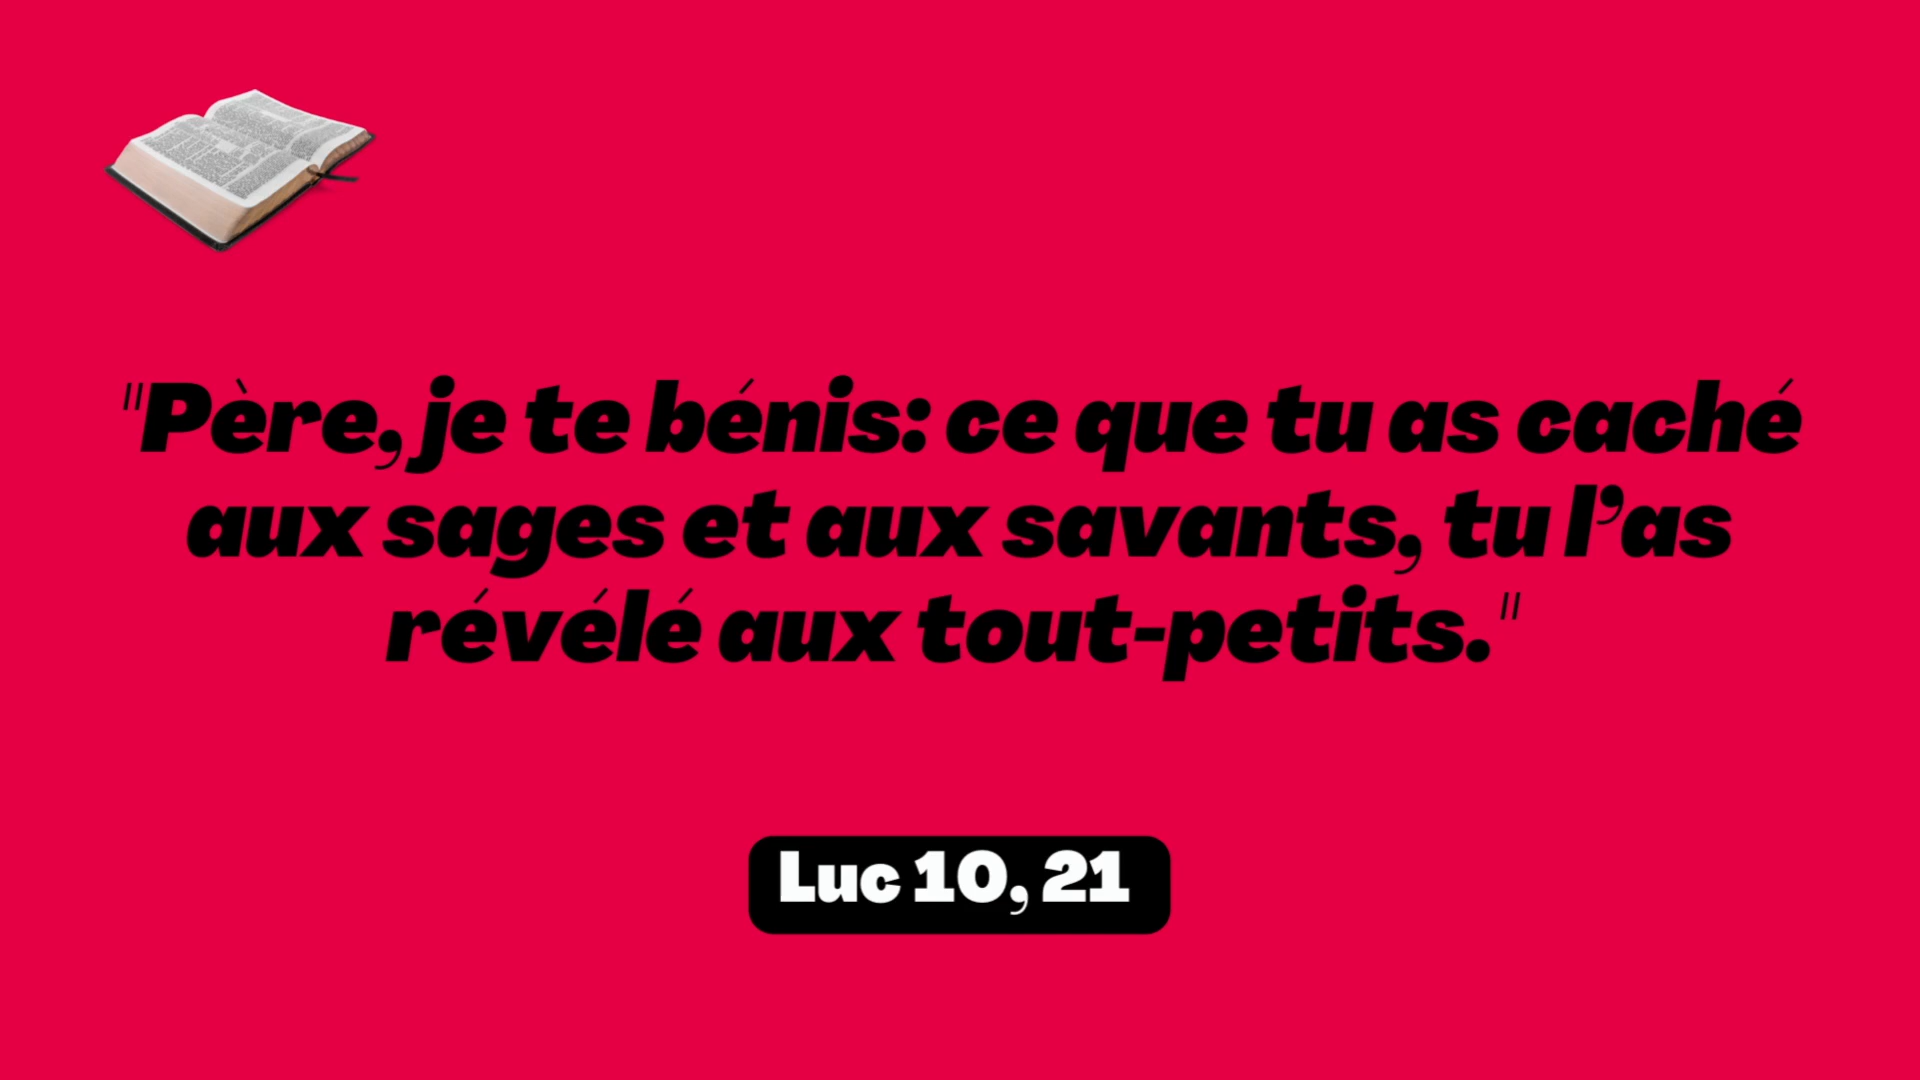 "Père, je te bénis: ce que tu as caché
aux sages et aux savants, tu l’as
révélé aux tout-petits."
Luc 10, 21